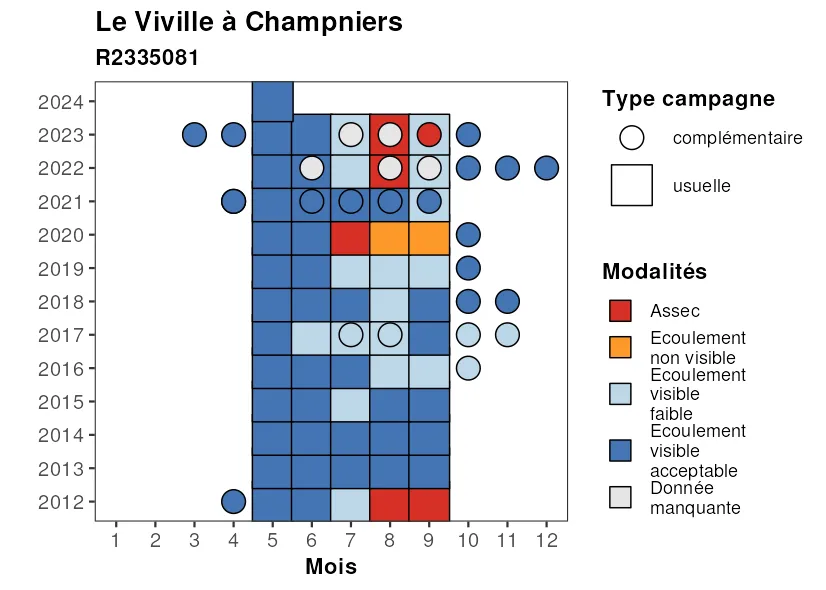 Le Viville à Champniers
R2335081
2024
2023
2022
2021
2020
2019
2018
2017
2016
2015
2014
2013
2012
1 2 3 4 5 6 7 8 9 10 11 12
Mois
Type campagne
complémentaire
usuelle
Modalités
Assec
Ecoulement
non visible
Ecoulement
visible
faible
Ecoulement
visible
acceptable
Donnée
manquante